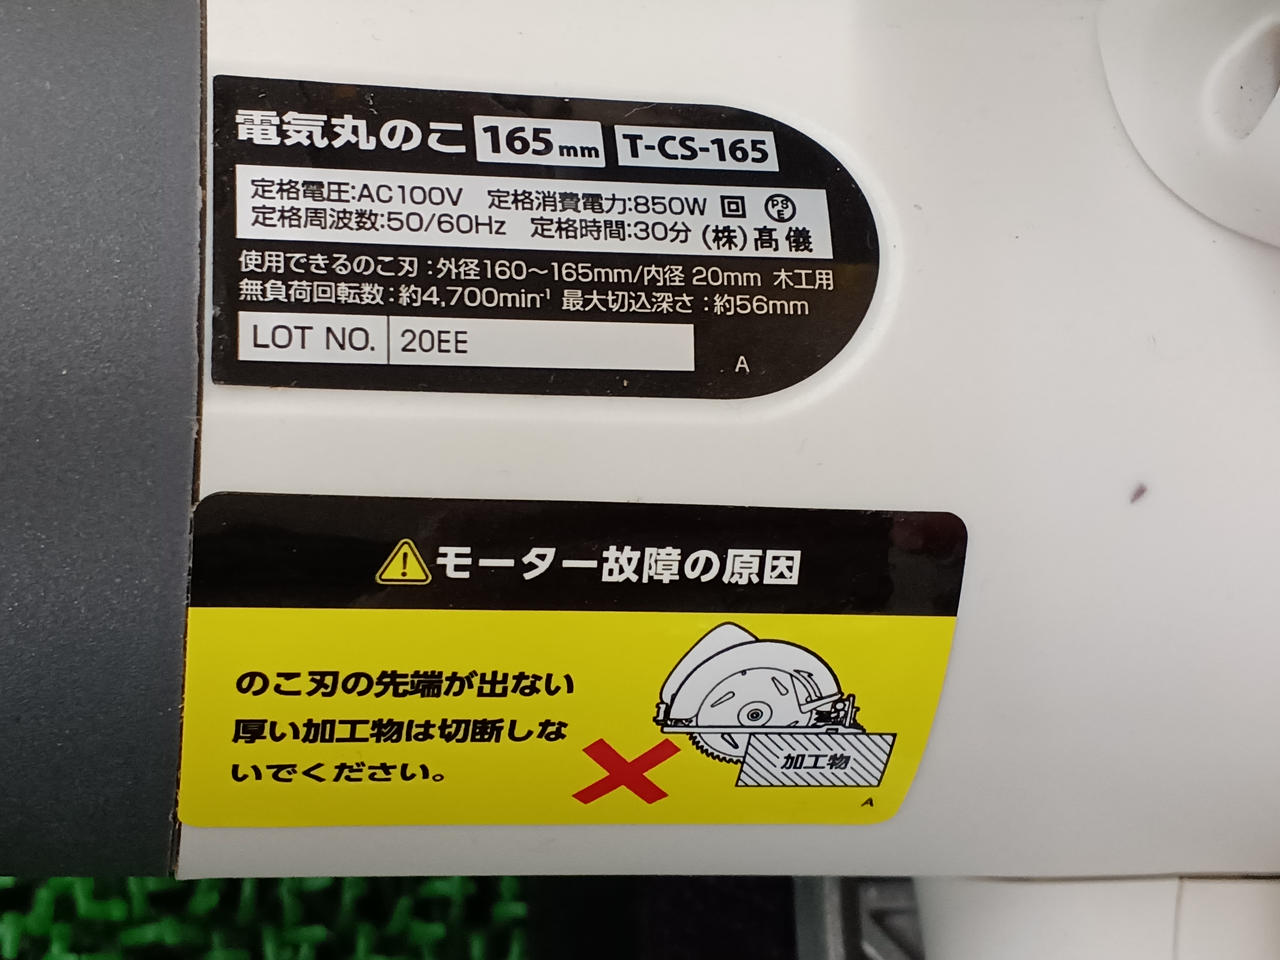 電気丸のこ 165mm T-CS-165
定格電圧:AC100V 定格消費電力:850W PSE
定格周波数:50/60Hz 定格時間:30分 (株)髙儀
使用できるのこ刃:外径160～165mm/内径 20mm 木工用
無負荷回転数:約4,700min⁻¹ 最大切込深さ:約56mm
LOT NO. 20EE
A
モーター故障の原因
のこ刃の先端が出ない
厚い加工物は切断しな
いでください。
加工物
A